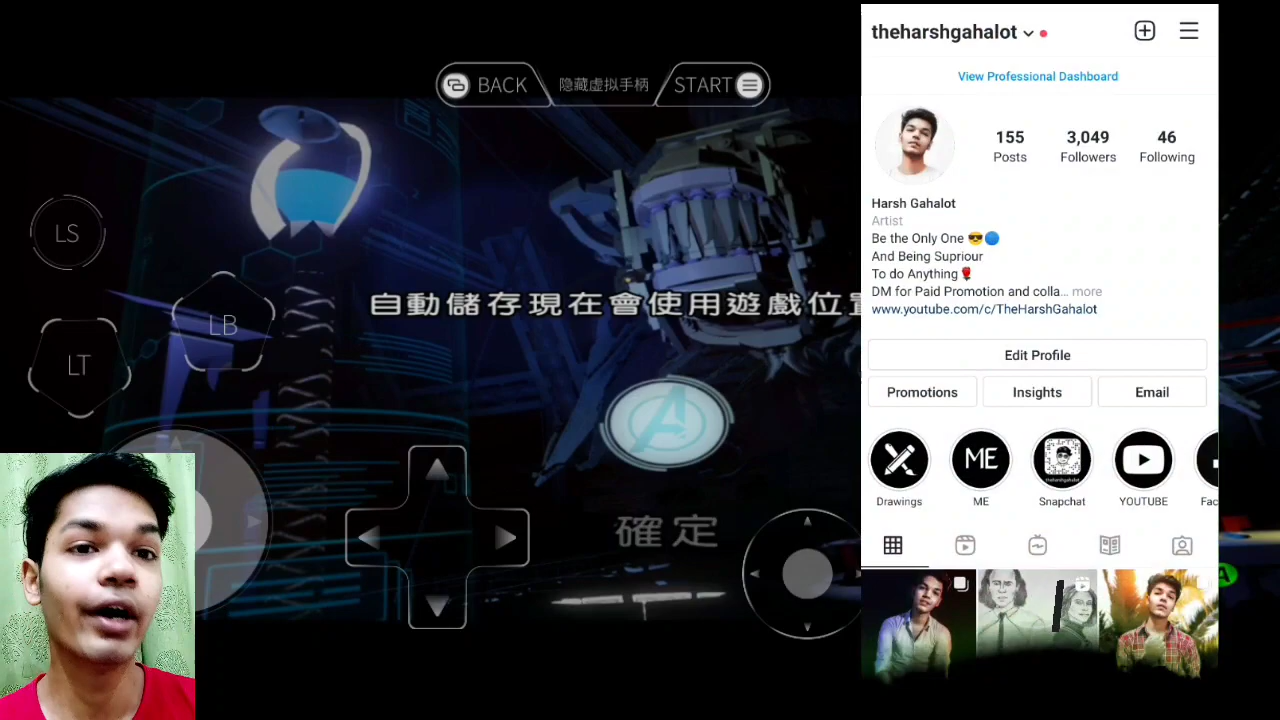 BACK
隐藏虚拟手柄
START
LS
LB
LT
自動儲存現在會使用遊戲位置
確定
A
theharshgahalot
View Professional Dashboard
155
Posts
3,049
Followers
46
Following
Harsh Gahalot
Artist
Be the Only One 😎🔵
And Being Supriour
To do Anything🌹
DM for Paid Promotion and colla... more
www.youtube.com/c/TheHarshGahalot
Edit Profile
Promotions
Insights
Email
Drawings
ME
ME
Snapchat
YOUTUBE
Fac